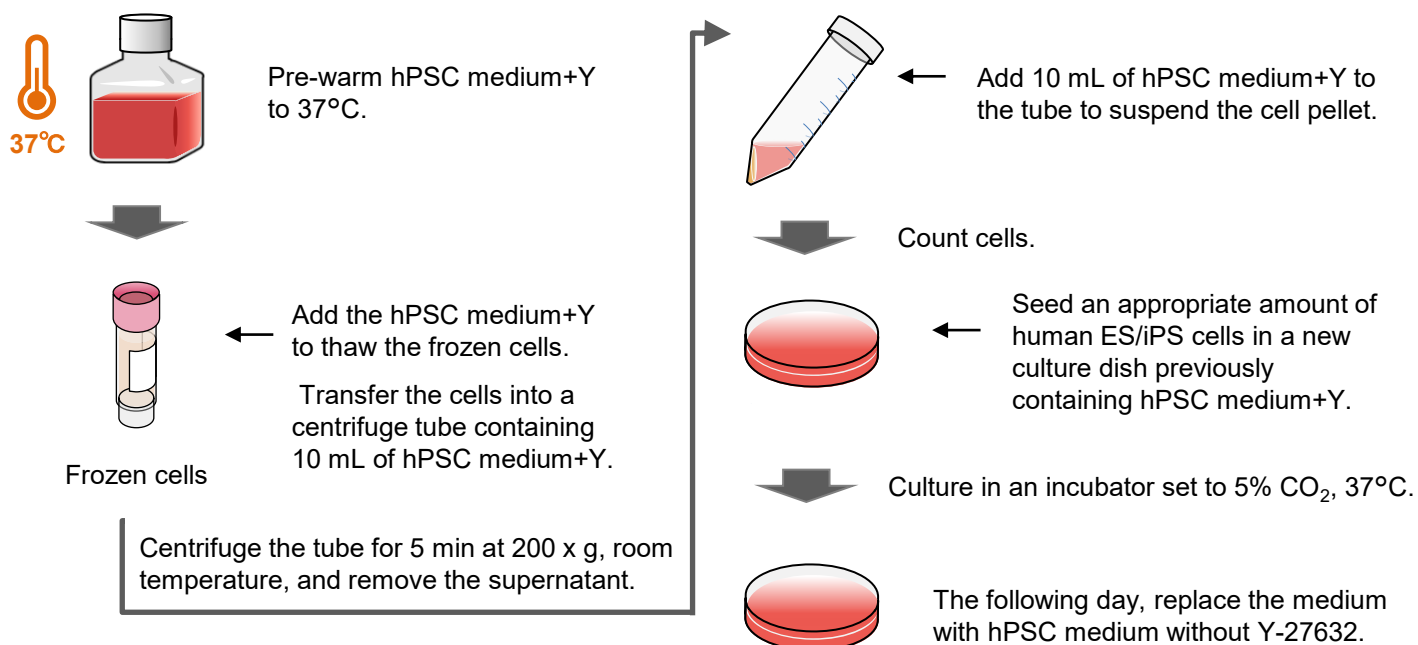 37℃
Pre-warm hPSC medium+Y
to 37°C.
Frozen cells
Add the hPSC medium+Y
to thaw the frozen cells.
Transfer the cells into a
centrifuge tube containing
10 mL of hPSC medium+Y.
Centrifuge the tube for 5 min at 200 x g, room
temperature, and remove the supernatant.
Add 10 mL of hPSC medium+Y to
the tube to suspend the cell pellet.
Count cells.
Seed an appropriate amount of
human ES/iPS cells in a new
culture dish previously
containing hPSC medium+Y.
Culture in an incubator set to 5% CO₂, 37°C.
The following day, replace the medium
with hPSC medium without Y-27632.